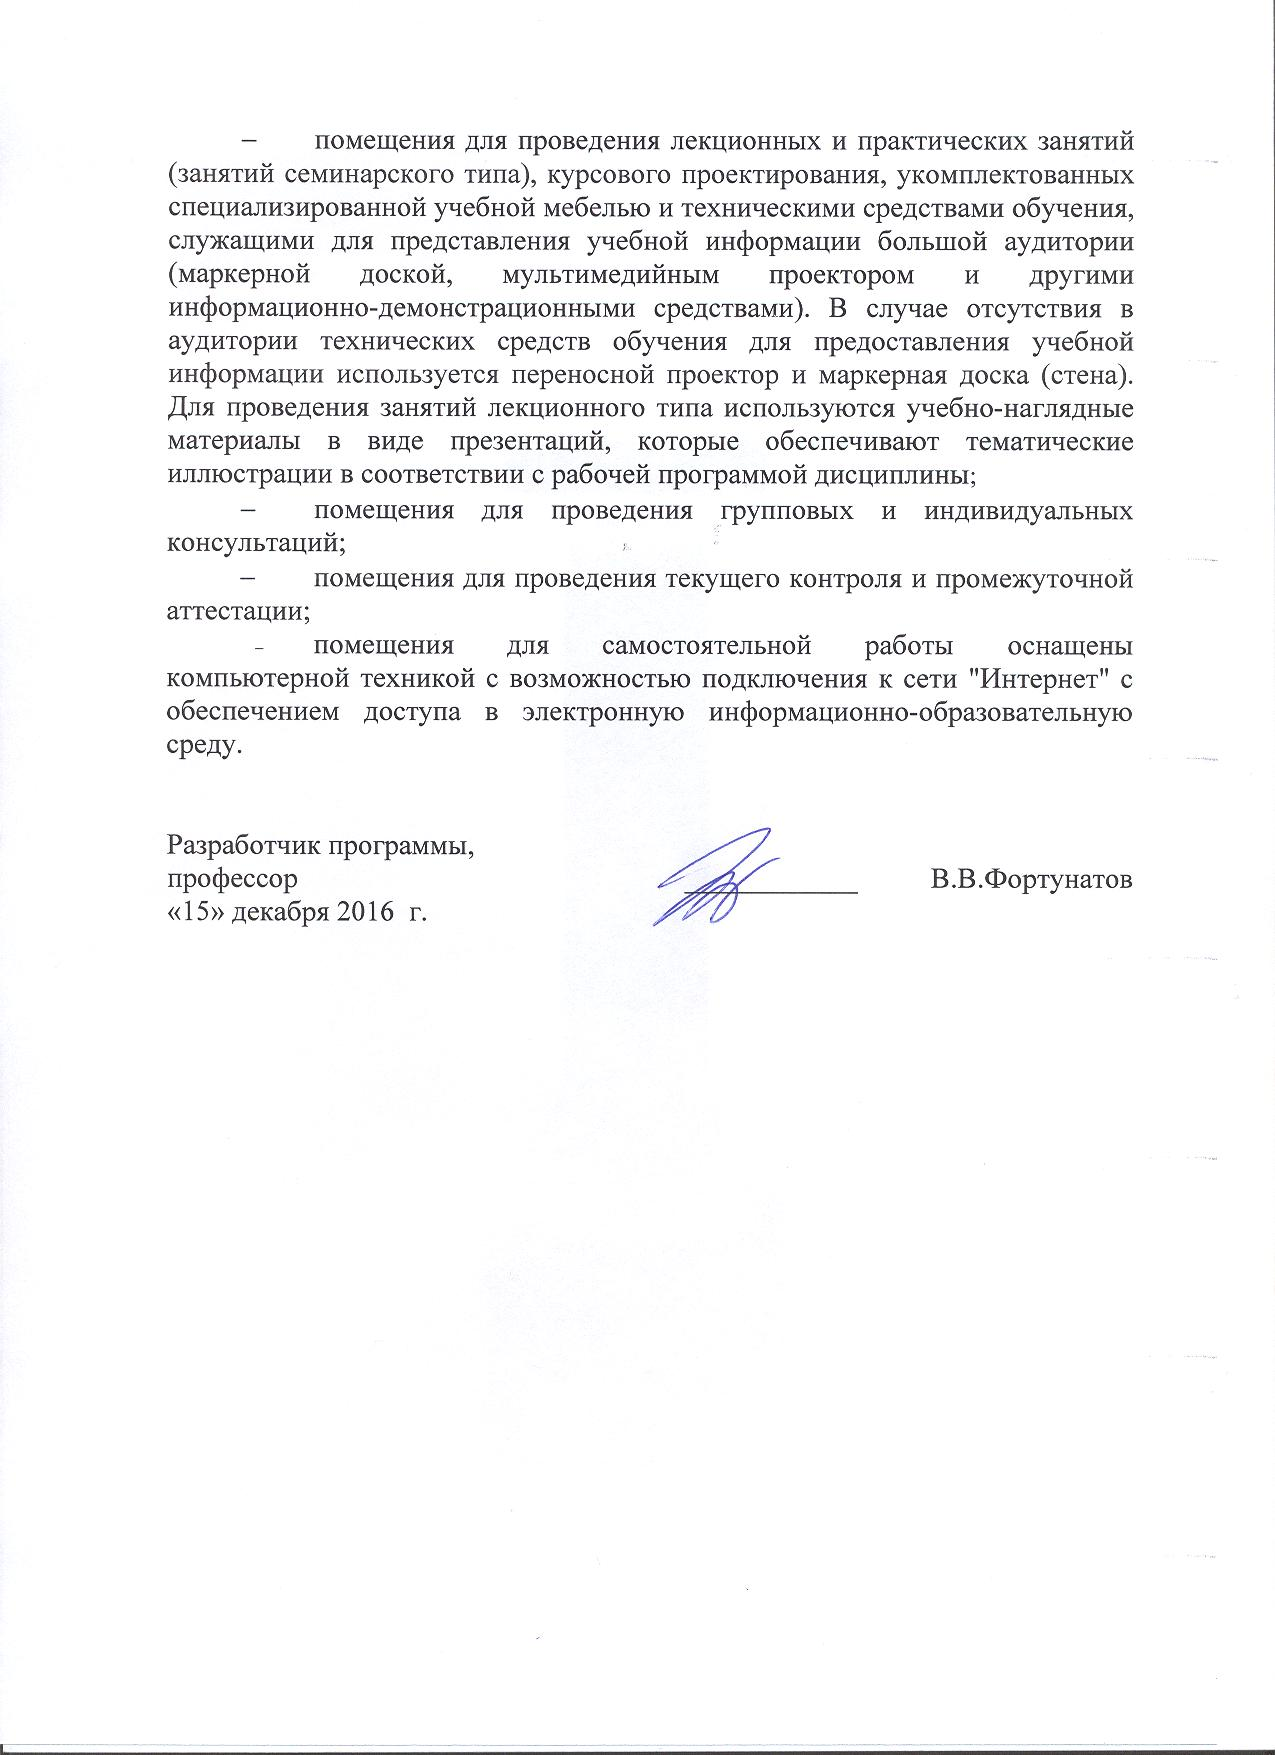 –	помещения для проведения лекционных и практических занятий
(занятий семинарского типа), курсового проектирования, укомплектованных
специализированной учебной мебелью и техническими средствами обучения,
служащими для представления учебной информации большой аудитории
(маркерной доской, мультимедийным проектором и другими
информационно-демонстрационными средствами). В случае отсутствия в
аудитории технических средств обучения для предоставления учебной
информации используется переносной проектор и маркерная доска (стена).
Для проведения занятий лекционного типа используются учебно-наглядные
материалы в виде презентаций, которые обеспечивают тематические
иллюстрации в соответствии с рабочей программой дисциплины;
–	помещения для проведения групповых и индивидуальных
консультаций;
–	помещения для проведения текущего контроля и промежуточной
аттестации;
-	помещения для самостоятельной работы оснащены
компьютерной техникой с возможностью подключения к сети "Интернет" с
обеспечением доступа в электронную информационно-образовательную
среду.
Разработчик программы,
профессор ____________ В.В.Фортунатов
«15» декабря 2016 г.